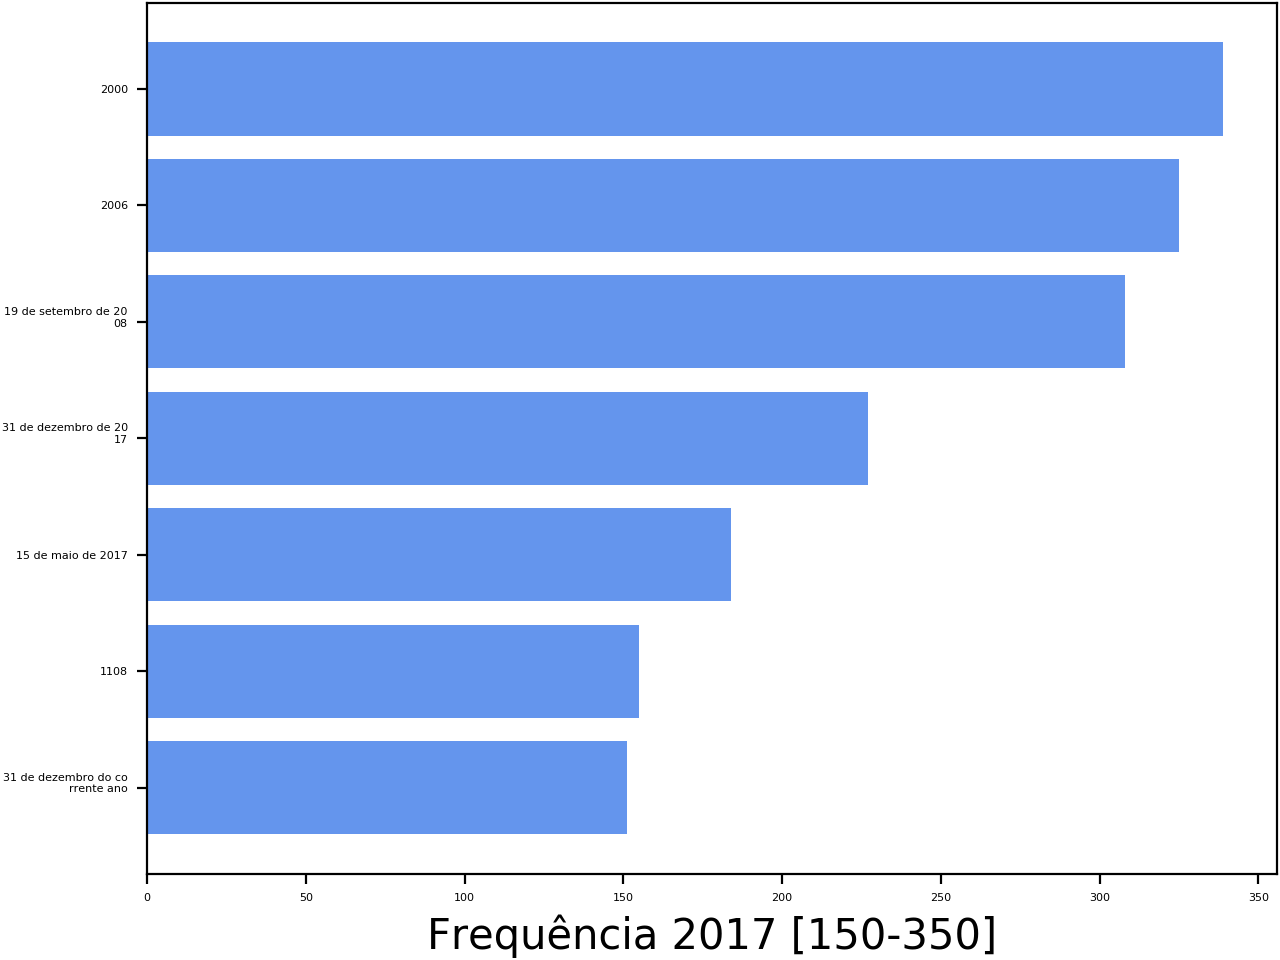 2000
2006
19 de setembro de 20
08
31 de dezembro de 20
17
15 de maio de 2017
1108
31 de dezembro do co
rrente ano
0 50 100 150 200 250 300 350
Frequência 2017 [150-350]